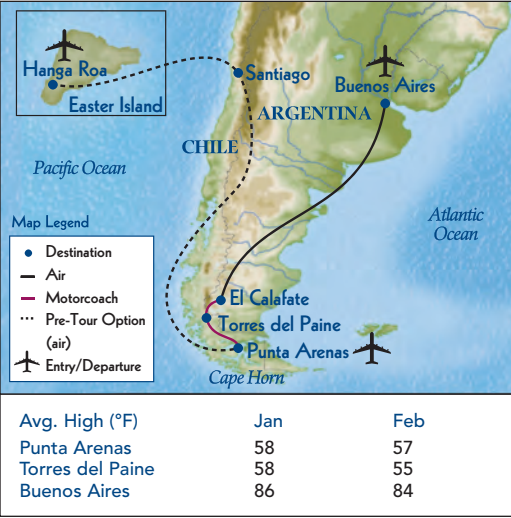 Hanga Roa
Easter Island
Santiago
Buenos Aires
ARGENTINA
CHILE
Pacific Ocean
Atlantic
Ocean
Map Legend
Destination
Air
Motorcoach
Pre-Tour Option
(air)
Entry/Departure
El Calafate
Torres del Paine
Punta Arenas
Cape Horn
Avg. High (°F) Jan Feb
Punta Arenas 58 57
Torres del Paine 58 55
Buenos Aires 86 84